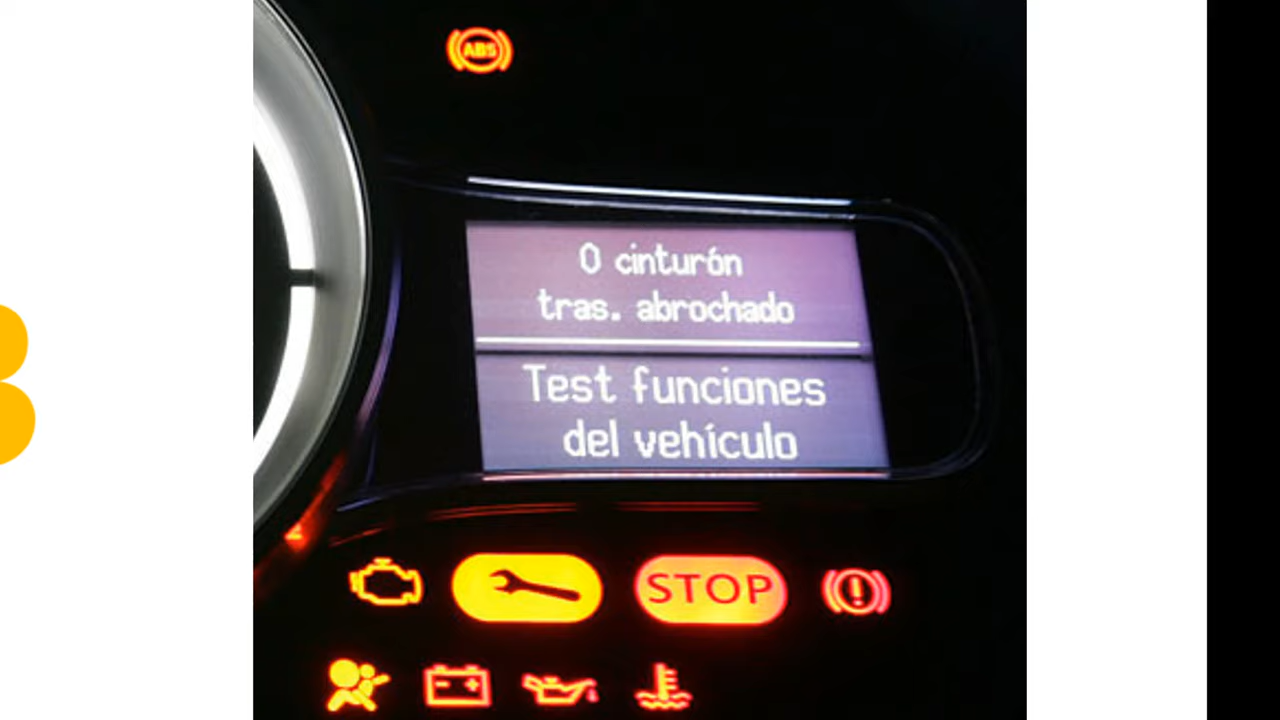 ABS
0 cinturón
tras. abrochado
Test funciones
del vehículo
STOP